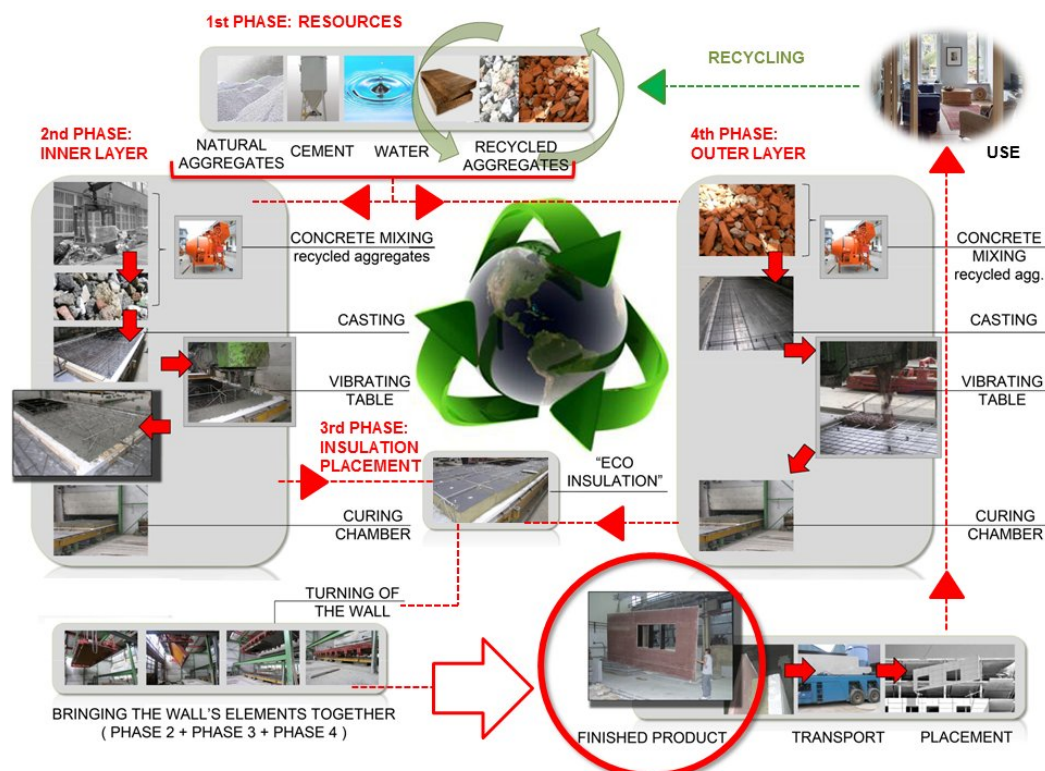 1st PHASE: RESOURCES
RECYCLING
2nd PHASE:
INNER LAYER
NATURAL
AGGREGATES
CEMENT
WATER
RECYCLED
AGGREGATES
4th PHASE:
OUTER LAYER
USE
CONCRETE MIXING
recycled aggregates
CONCRETE
MIXING
recycled agg.
CASTING
CASTING
VIBRATING
TABLE
VIBRATING
TABLE
3rd PHASE:
INSULATION
PLACEMENT
“ECO
INSULATION”
CURING
CHAMBER
CURING
CHAMBER
TURNING OF
THE WALL
BRINGING THE WALL'S ELEMENTS TOGETHER
( PHASE 2 + PHASE 3 + PHASE 4 )
FINISHED PRODUCT
TRANSPORT
PLACEMENT